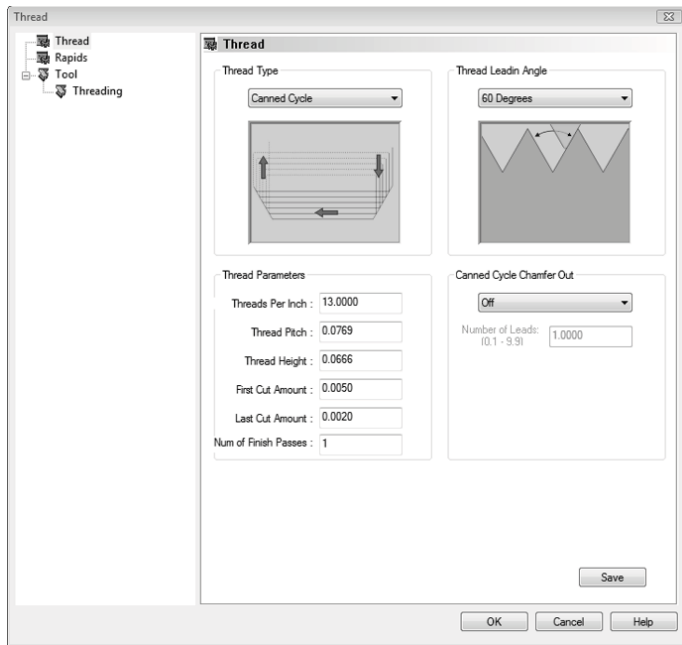 Thread
Thread
Rapids
Tool
Threading
Thread
Thread Type
Canned Cycle
Thread Leadin Angle
60 Degrees
Thread Parameters
Threads Per Inch : 13.0000
Thread Pitch : 0.0769
Thread Height : 0.0666
First Cut Amount : 0.0050
Last Cut Amount : 0.0020
Num of Finish Passes : 1
Canned Cycle Chamfer Out
Off
Number of Leads: 1.0000
(0.1 - 9.9)
Save
OK Cancel Help